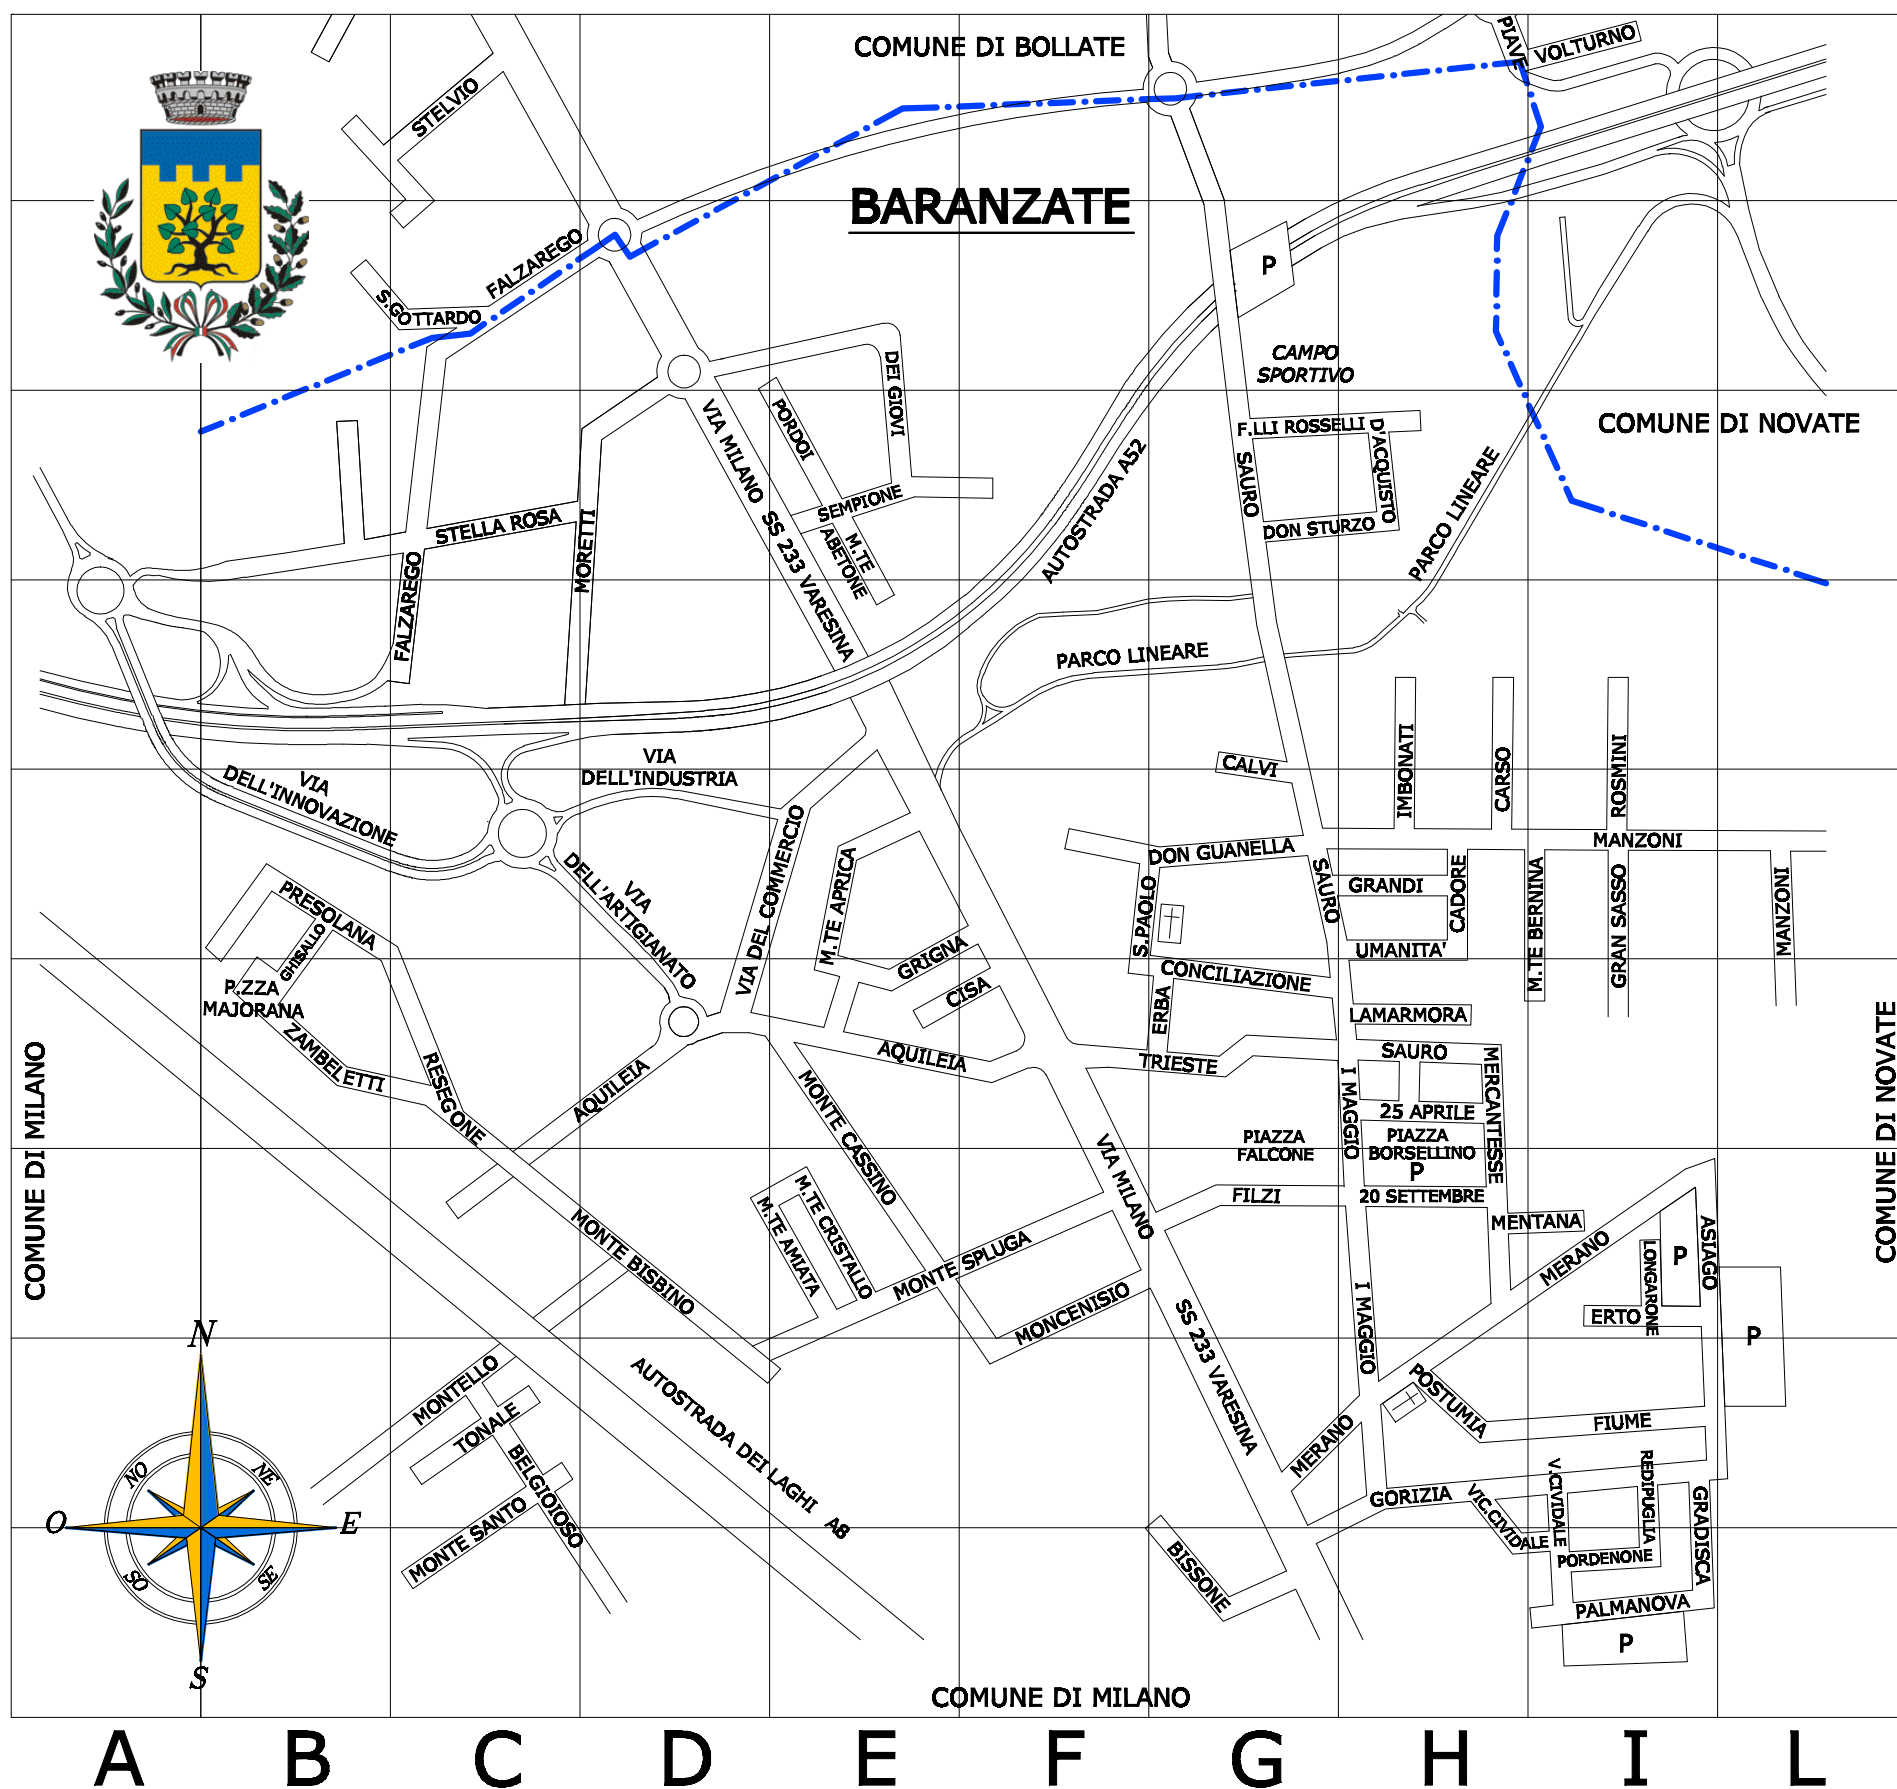 COMUNE DI BOLLATE
PIAVE
VOLTURNO
STELVIO
BARANZATE
FALZAREGO
S.GOTTARDO
P
CAMPO
SPORTIVO
DEI GIOVI
PORDOI
VIA MILANO SS 233 VARESINA
F.LLI ROSSELLI
D'ACQUISTO
COMUNE DI NOVATE
SAURO
DON STURZO
AUTOSTRADA A52
PARCO LINEARE
SEMPIONE
M.TE
ABETONE
STELLA ROSA
MORETTI
FALZAREGO
PARCO LINEARE
VIA
DELL'INDUSTRIA
VIA
DELL'INNOVAZIONE
CALVI
IMBONATI
CARSO
ROSMINI
MANZONI
DON GUANELLA
SAURO
GRANDI
CADORE
M.TE BERNINA
GRAN SASSO
MANZONI
VIA
DELL'ARTIGIANATO
VIA DEL COMMERCIO
M.TE APRICA
S.PAOLO
PRESOLANA
GHISALLO
GRIGNA
CISA
UMANITA'
CONCILIAZIONE
P.ZZA
MAJORANA
ERBA
LAMARMORA
ZAMBELETTI
RESEGONE
AQUILEIA
AQUILEIA
TRIESTE
SAURO
MERCANTESSE
I MAGGIO
25 APRILE
MONTE CASSINO
PIAZZA
FALCONE
PIAZZA
BORSELLINO
P
COMUNE DI MILANO
COMUNE DI NOVATE
VIA MILANO
FILZI
20 SETTEMBRE
MENTANA
M.TE CRISTALLO
M.TE AMIATA
MONTE BISBINO
MONTE SPLUGA
MONCENISIO
MERANO
LONGARONE
P
ASIAGO
ERTO
P
SS 233 VARESINA
I MAGGIO
MONTELLO
TONALE
BELGIOIOSO
MONTE SANTO
AUTOSTRADA DEI LAGHI A8
POSTUMIA
FIUME
MERANO
GORIZIA
VIC.CIVIDALE
V.CIVIDALE
REDIPUGLIA
GRADISCA
PORDENONE
BISSONE
PALMANOVA
P
N
NO
NE
O
E
SO
SE
S
COMUNE DI MILANO
A B C D E F G H I L